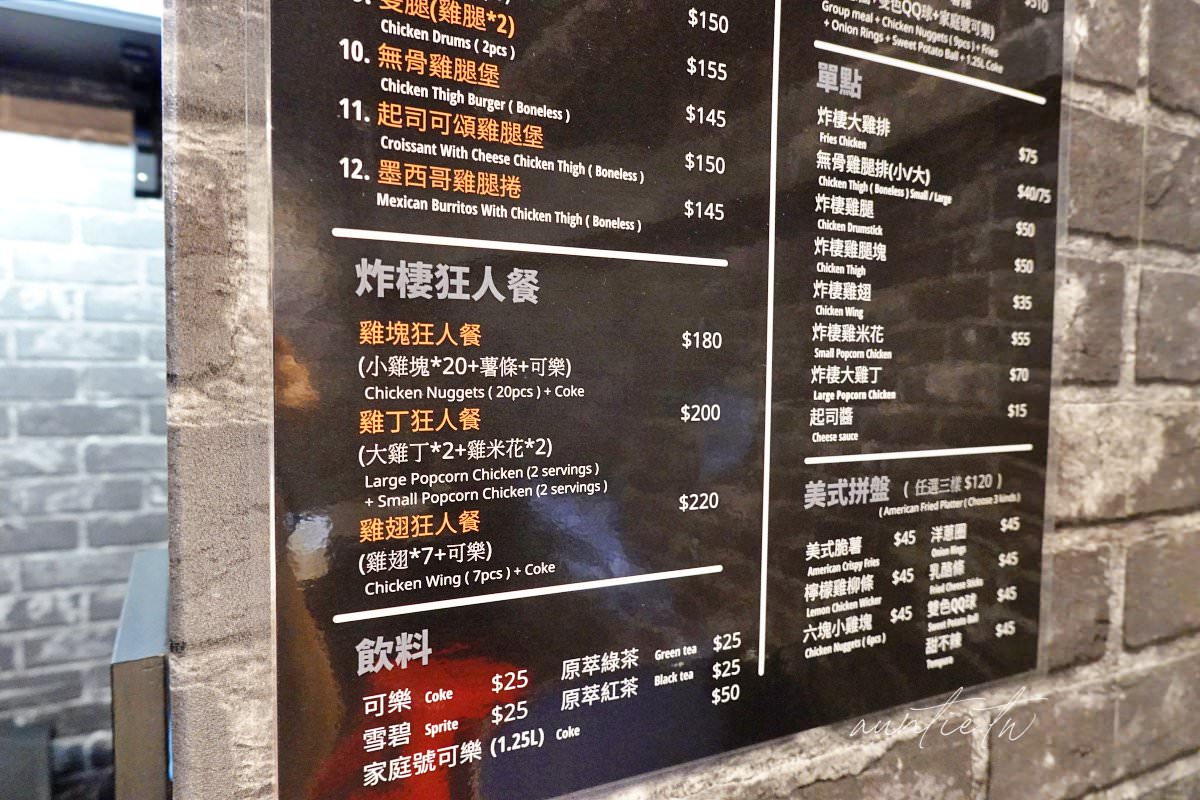 雙腿(雞腿*2) $150
Chicken Drums ( 2pcs )
10. 無骨雞腿堡 $155
Chicken Thigh Burger ( Boneless )
11. 起司可頌雞腿堡 $145
Croissant With Cheese Chicken Thigh ( Boneless ) $150
12. 墨西哥雞腿捲
Mexican Burritos With Chicken Thigh ( Boneless ) $145
炸棲狂人餐
雞塊狂人餐 $180
(小雞塊*20+薯條+可樂)
Chicken Nuggets ( 20pcs ) + Coke
雞丁狂人餐 $200
(大雞丁*2+雞米花*2)
Large Popcorn Chicken (2 servings )
+ Small Popcorn Chicken (2 servings )
雞翅狂人餐 $220
(雞翅*7+可樂)
Chicken Wing ( 7pcs ) + Coke
飲料
可樂 Coke $25
雪碧 Sprite $25
家庭號可樂 (1.25L) Coke
原萃綠茶 Green tea $25
原萃紅茶 Black tea $25
$50
雙色QQ球+家庭號可樂) $510
Group meal + Chicken Nuggets ( 9pcs ) + Fries
+ Onion Rings + Sweet Potato Ball + 1.25L Coke
單點
炸棲大雞排
Fries Chicken $75
無骨雞腿排(小/大)
Chicken Thigh ( Boneless ) Small / Large $40/75
炸棲雞腿
Chicken Drumstick $50
炸棲雞腿塊
Chicken Thigh $50
炸棲雞翅
Chicken Wing $35
炸棲雞米花
Small Popcorn Chicken $55
炸棲大雞丁
Large Popcorn Chicken $70
起司醬 $15
Cheese sauce
美式拼盤 ( 任選三樣 $120 )
( American Fried Platter ( Choose 3 kinds )
美式脆薯 $45
American Crispy Fries
檸檬雞柳條 $45
Lemon Chicken Wicker
六塊小雞塊 $45
Chicken Nuggets ( 6pcs )
洋蔥圈 $45
Onion Rings
乳酪條 $45
Fried Cheese Sticks
雙色QQ球 $45
Sweet Potato Ball
甜不辣 $45
Tempura
auntie.tw